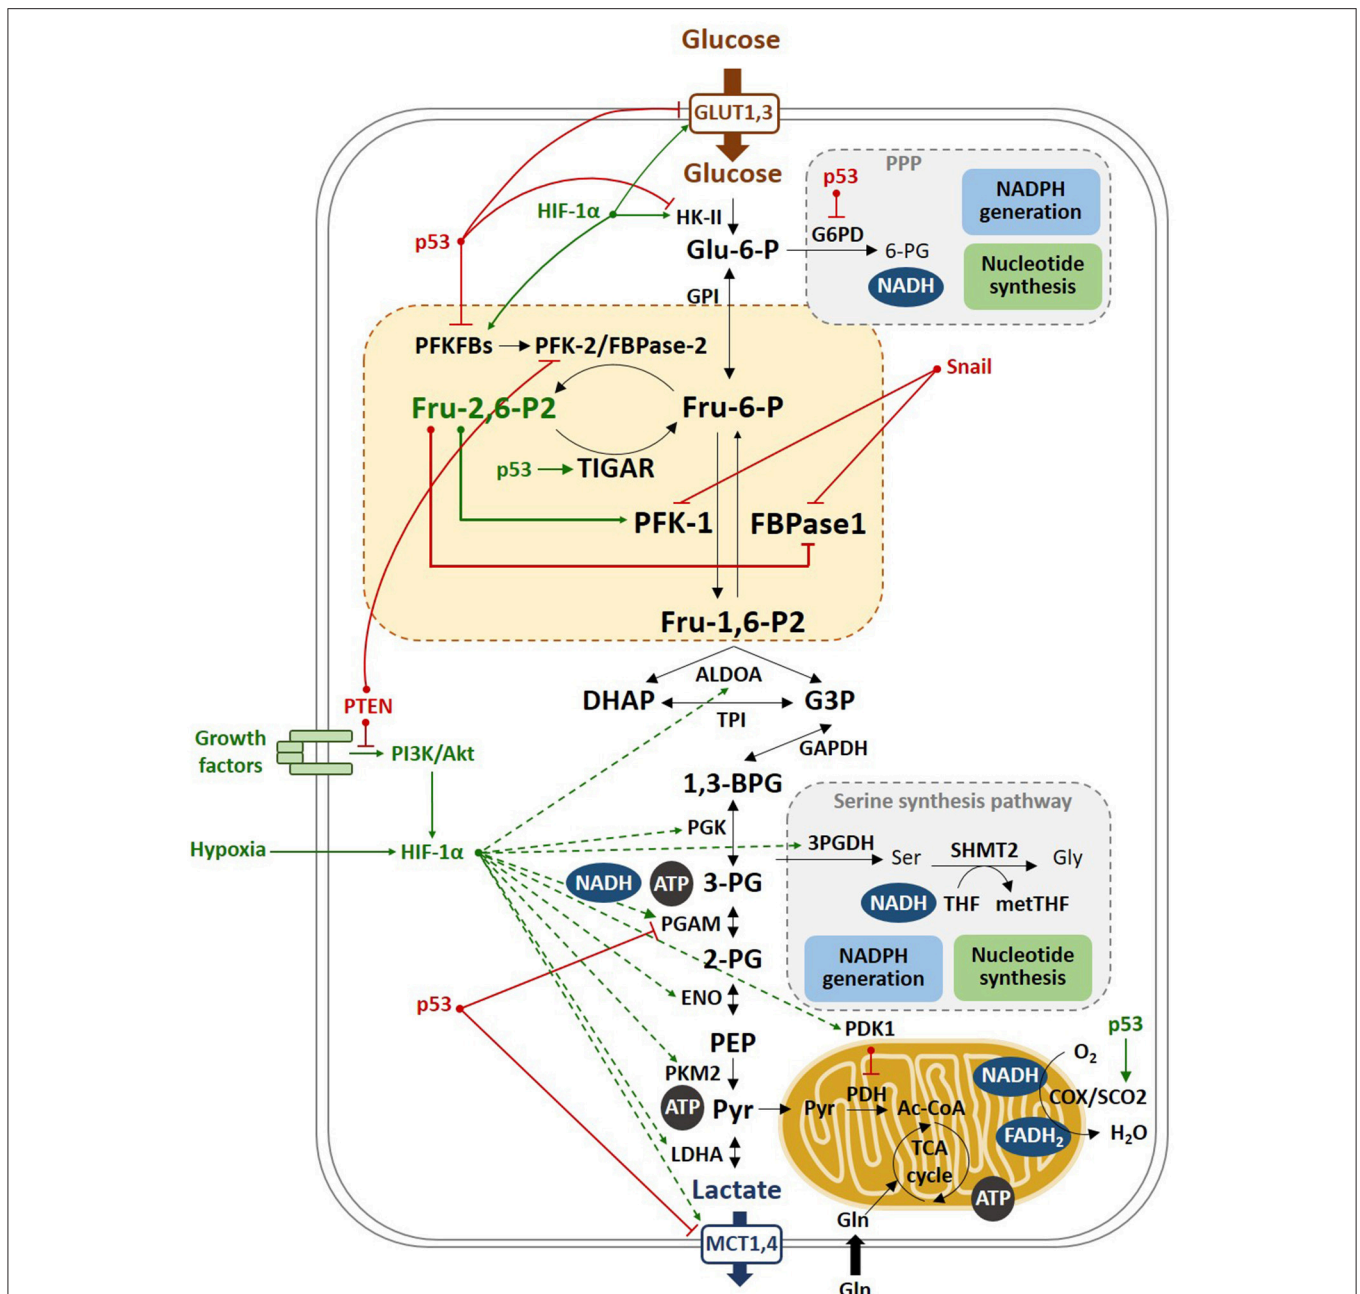 Glucose
GLUT1,3
Glucose
PPP
p53
NADPH
generation
HIF-1α
HK-II
p53
G6PD
Glu-6-P
6-PG
Nucleotide
synthesis
NADH
GPI
PFKFBs
PFK-2/FBPase-2
Snail
Fru-2,6-P2
Fru-6-P
p53
TIGAR
PFK-1
FBPase1
Fru-1,6-P2
ALDOA
DHAP
G3P
TPI
PTEN
Growth
factors
PI3K/Akt
GAPDH
1,3-BPG
Serine synthesis pathway
PGK
3PGDH
Ser
SHMT2
Gly
Hypoxia
HIF-1α
NADH
ATP
3-PG
NADH
THF
metTHF
PGAM
2-PG
NADPH
generation
Nucleotide
synthesis
ENO
p53
PDK1
p53
PEP
O2
PKM2
NADH
COX/SCO2
ATP
Pyr
Pyr
PDH
Ac-CoA
FADH2
H2O
LDHA
TCA
cycle
Lactate
ATP
Gln
MCT1,4
Gln